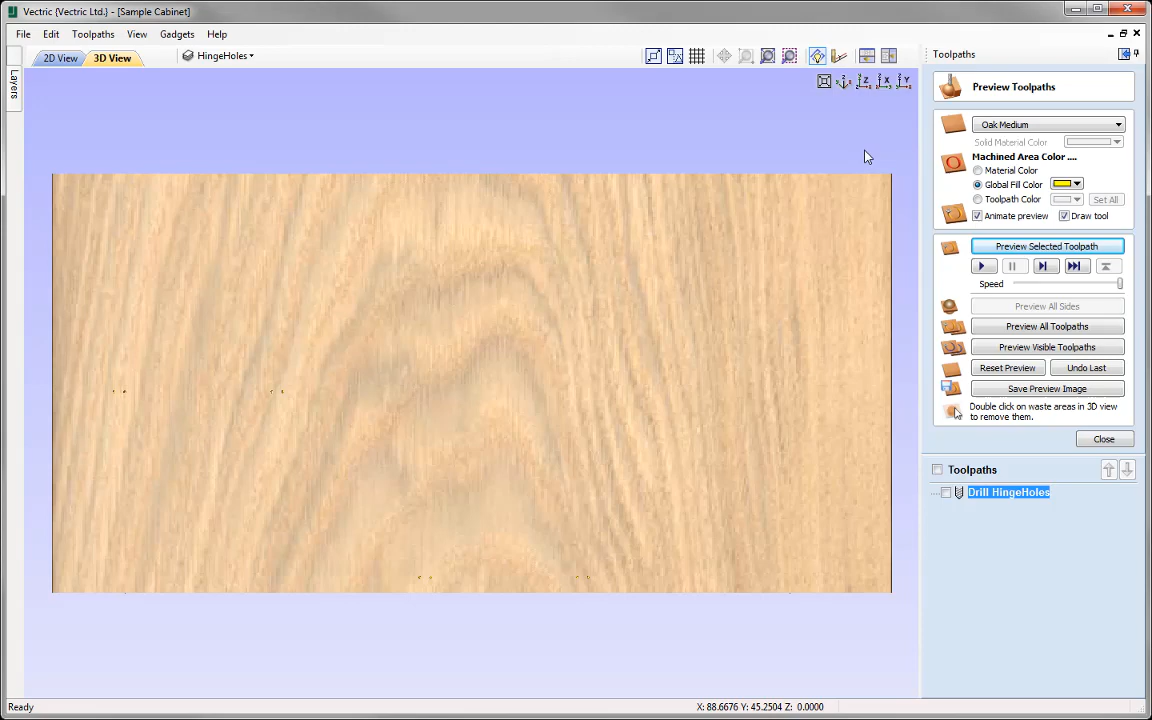 Vectric {Vectric Ltd.} - [Sample Cabinet]
File Edit Toolpaths View Gadgets Help
2D View 3D View HingeHoles
Layers
Z X Y
Toolpaths
Preview Toolpaths
Oak Medium
Solid Material Color
Machined Area Color ....
Material Color
Global Fill Color
Toolpath Color Set All
Animate preview Draw tool
Preview Selected Toolpath
Speed
Preview All Sides
Preview All Toolpaths
Preview Visible Toolpaths
Reset Preview Undo Last
Save Preview Image
Double click on waste areas in 3D view
to remove them.
Close
Toolpaths
Drill HingeHoles
Ready X: 88.6676 Y: 45.2504 Z: 0.0000